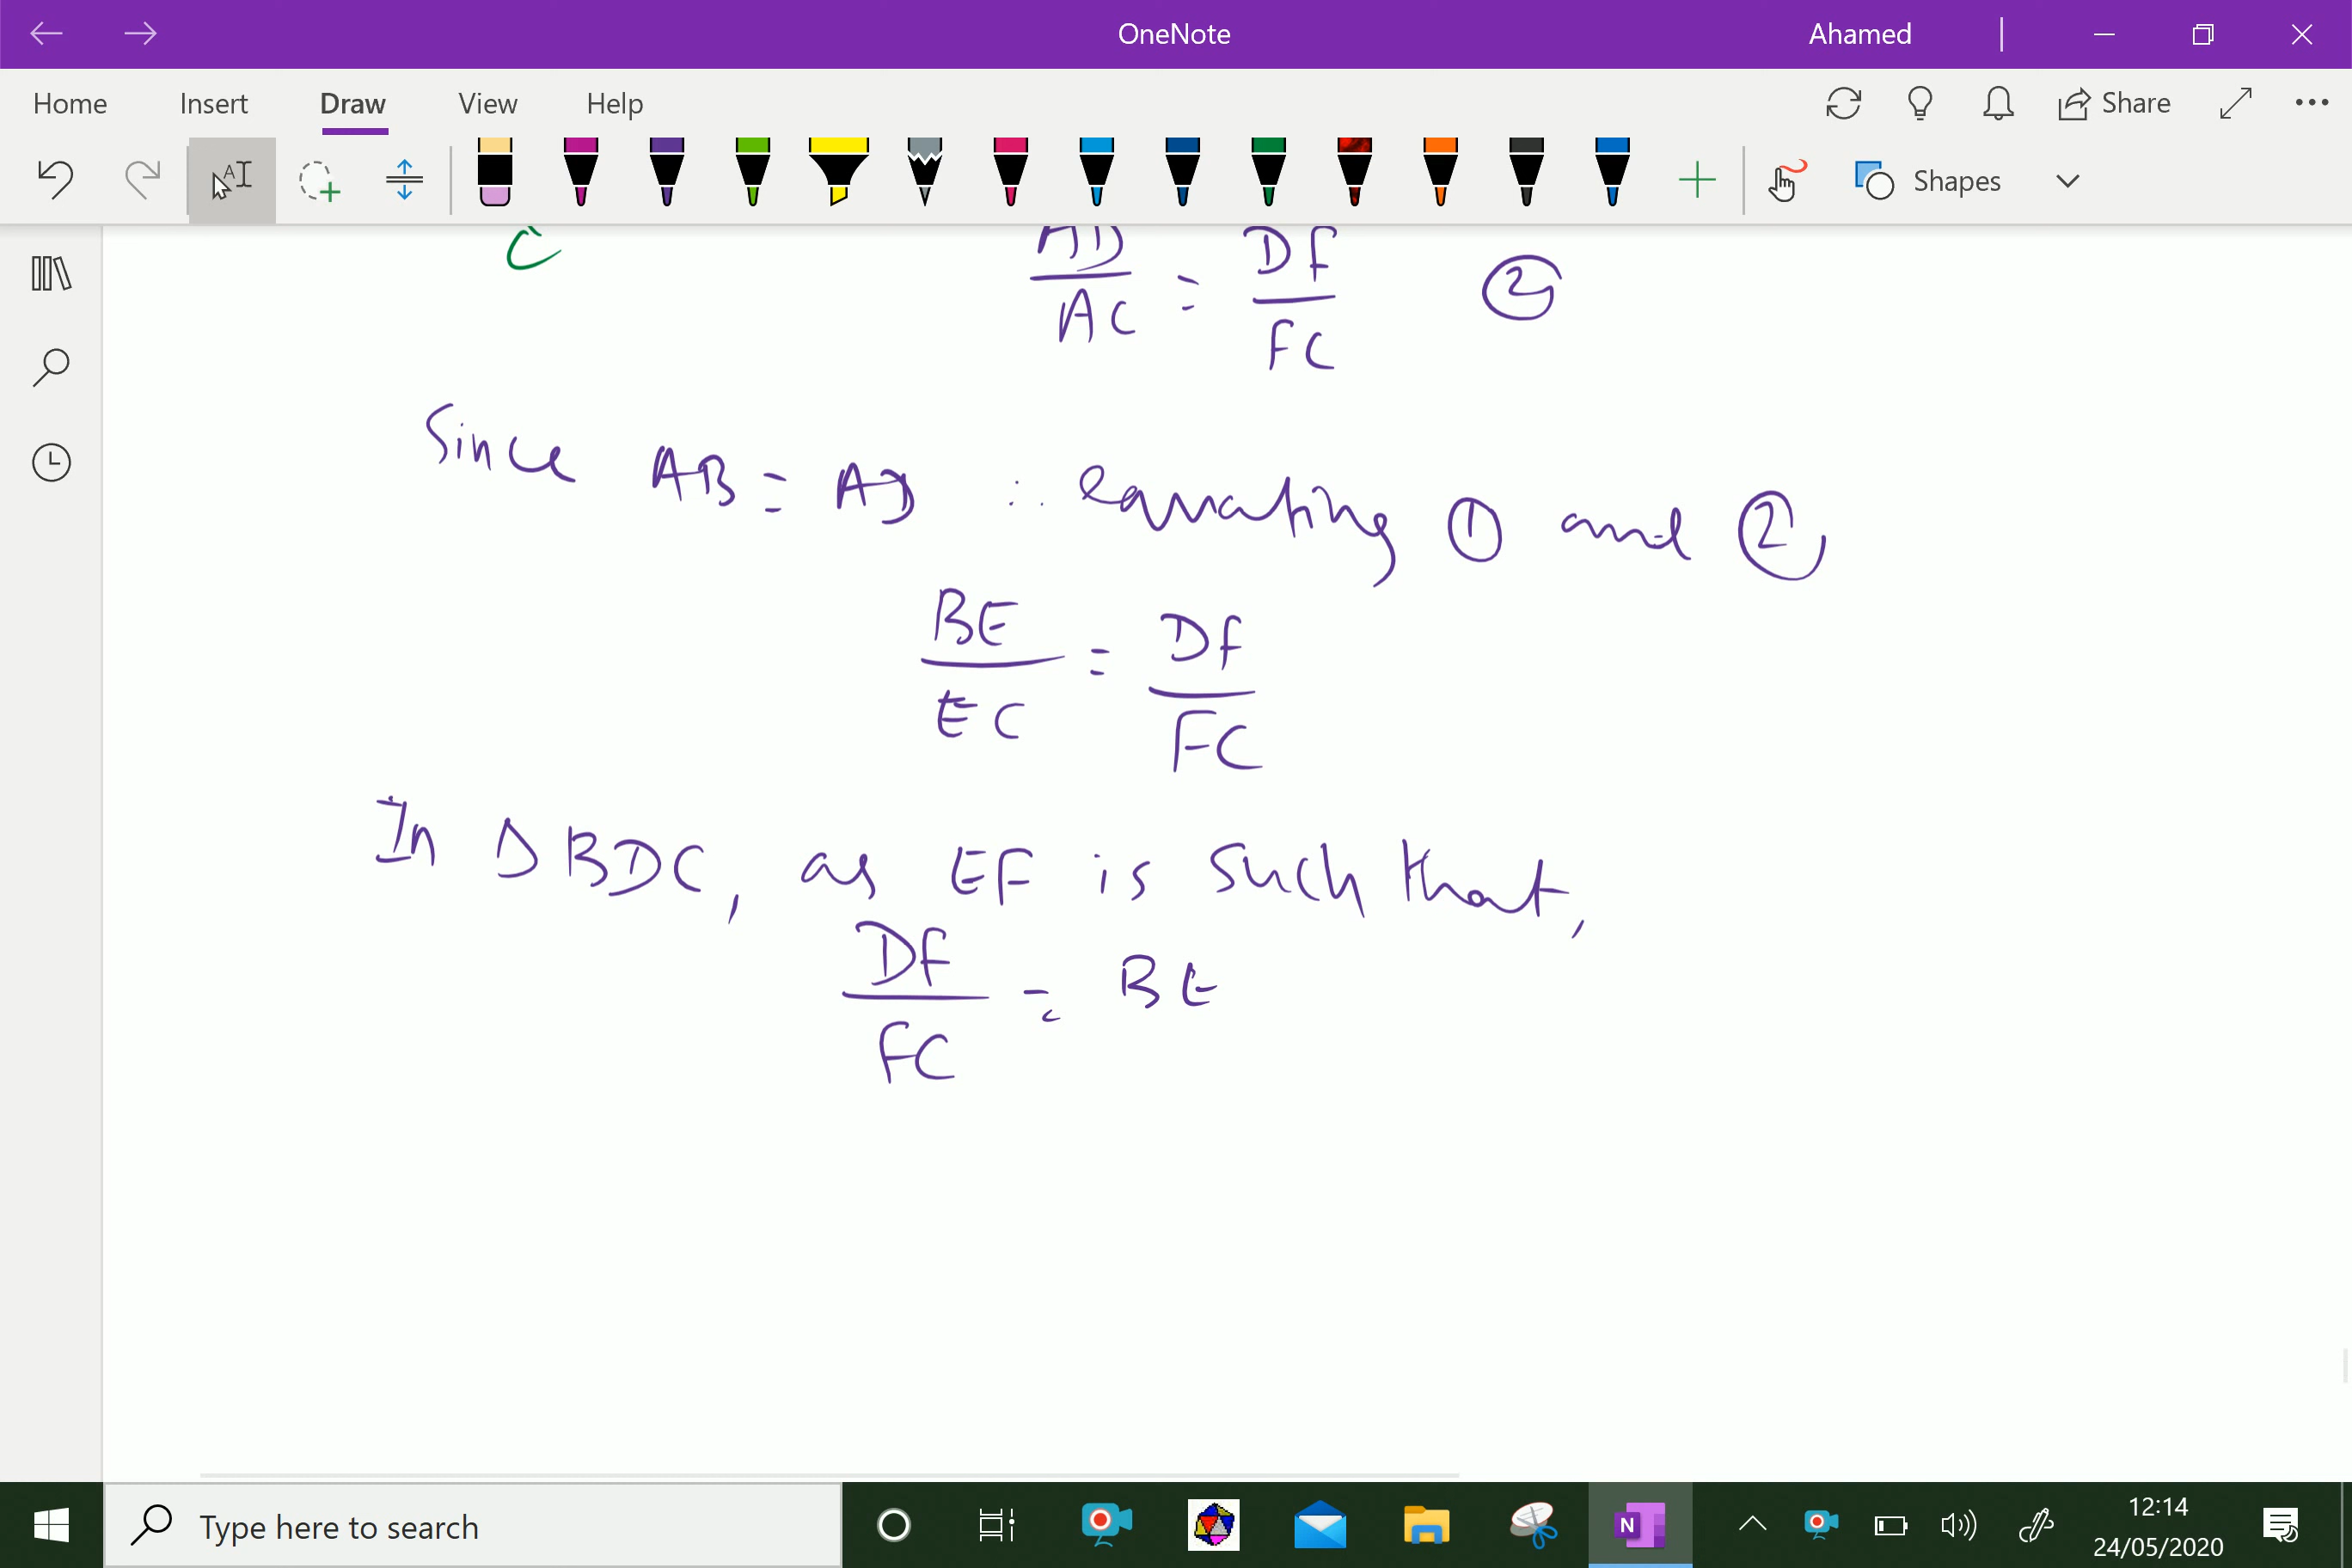 OneNote
Ahamed
Home Insert Draw View Help
Share
AI
Shapes
C
AD/AC = DF/FC ②
Since AB = AD ∴ equating ① and ②,
BE/EC = DF/FC
In Δ BDC, as EF is such that,
DF/FC = BE
Type here to search
N
12:14
24/05/2020